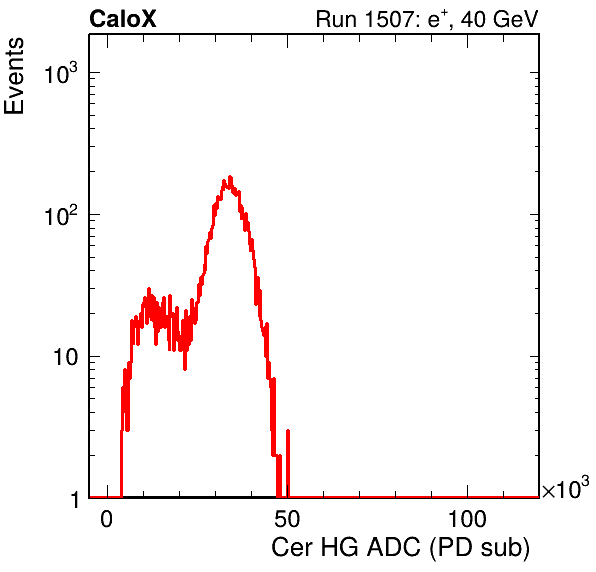 CaloX Run 1507: e⁺, 40 GeV
Events
10³
10²
10
1
0 50 100
×10³
Cer HG ADC (PD sub)